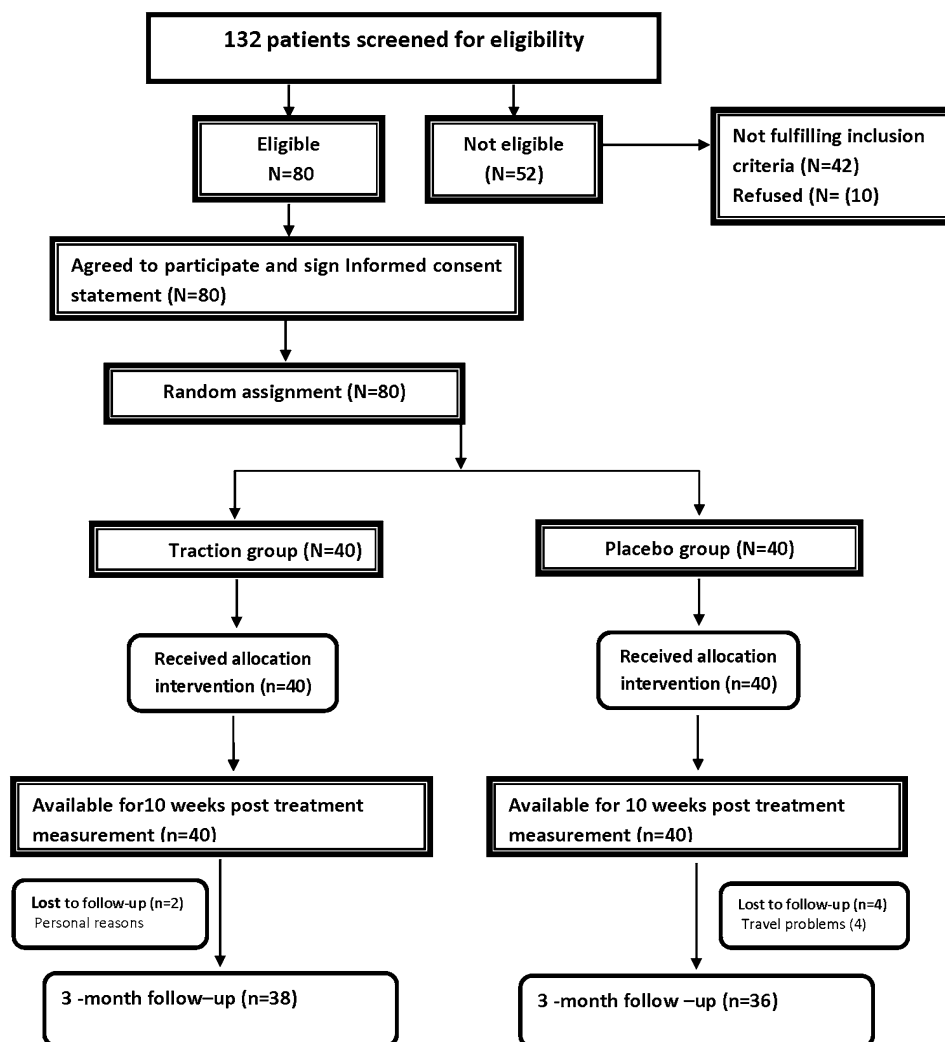 132 patients screened for eligibility
Eligible
N=80
Not eligible
(N=52)
Not fulfilling inclusion
criteria (N=42)
Refused (N= (10)
Agreed to participate and sign Informed consent
statement (N=80)
Random assignment (N=80)
Traction group (N=40)
Placebo group (N=40)
Received allocation
intervention (n=40)
Received allocation
intervention (n=40)
Available for10 weeks post treatment
measurement (n=40)
Available for 10 weeks post treatment
measurement (n=40)
Lost to follow-up (n=2)
Personal reasons
Lost to follow-up (n=4)
Travel problems (4)
3 -month follow–up (n=38)
3 -month follow –up (n=36)